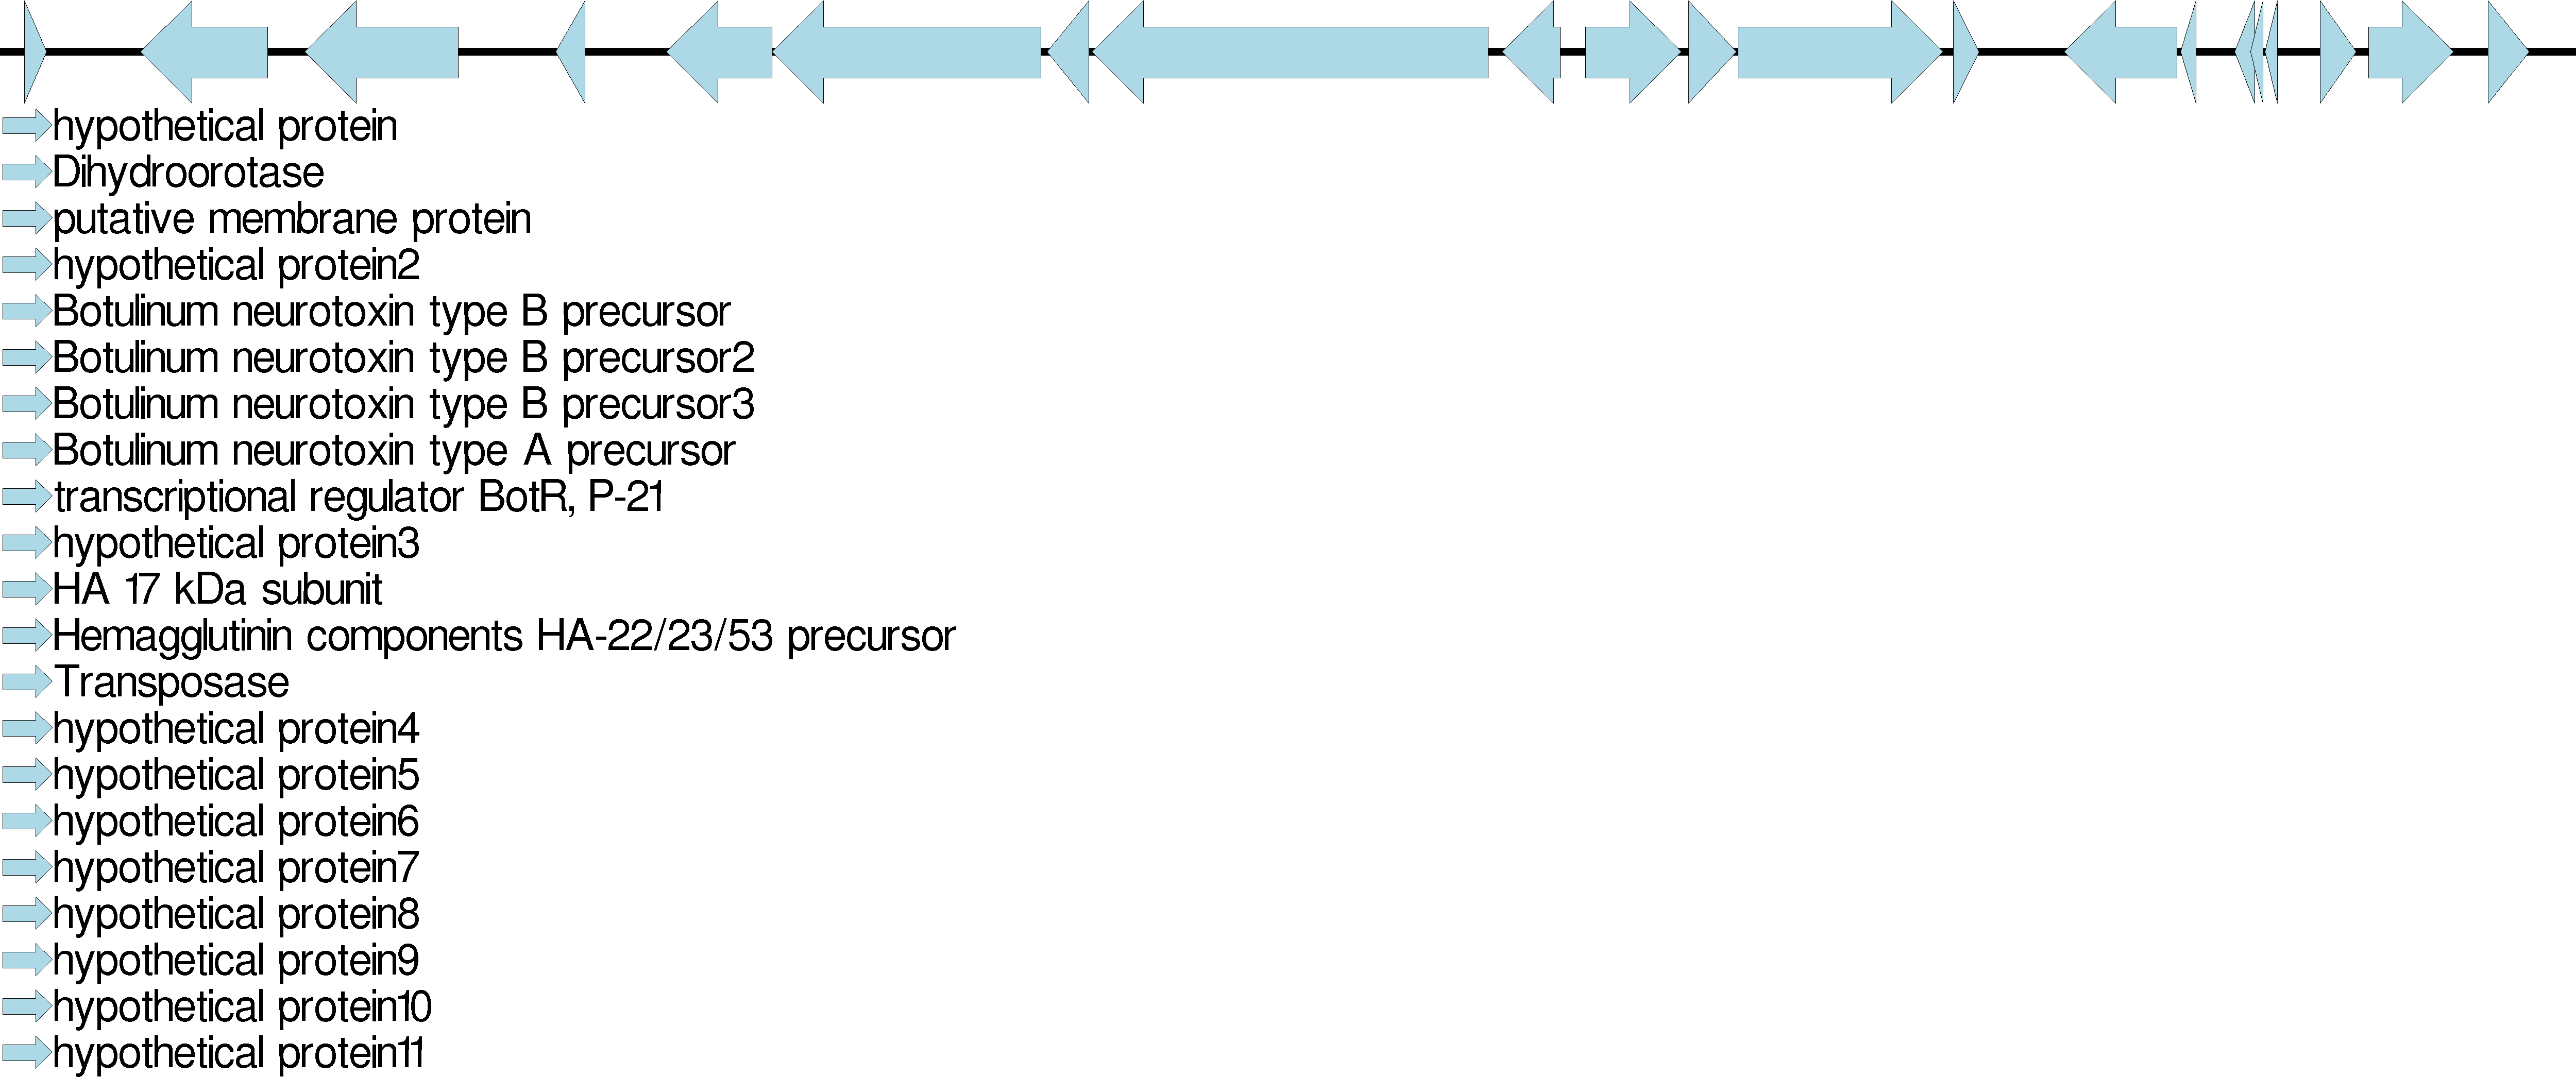 hypothetical protein
Dihydroorotase
putative membrane protein
hypothetical protein2
Botulinum neurotoxin type B precursor
Botulinum neurotoxin type B precursor2
Botulinum neurotoxin type B precursor3
Botulinum neurotoxin type A precursor
transcriptional regulator BotR, P-21
hypothetical protein3
HA 17 kDa subunit
Hemagglutinin components HA-22/23/53 precursor
Transposase
hypothetical protein4
hypothetical protein5
hypothetical protein6
hypothetical protein7
hypothetical protein8
hypothetical protein9
hypothetical protein10
hypothetical protein11